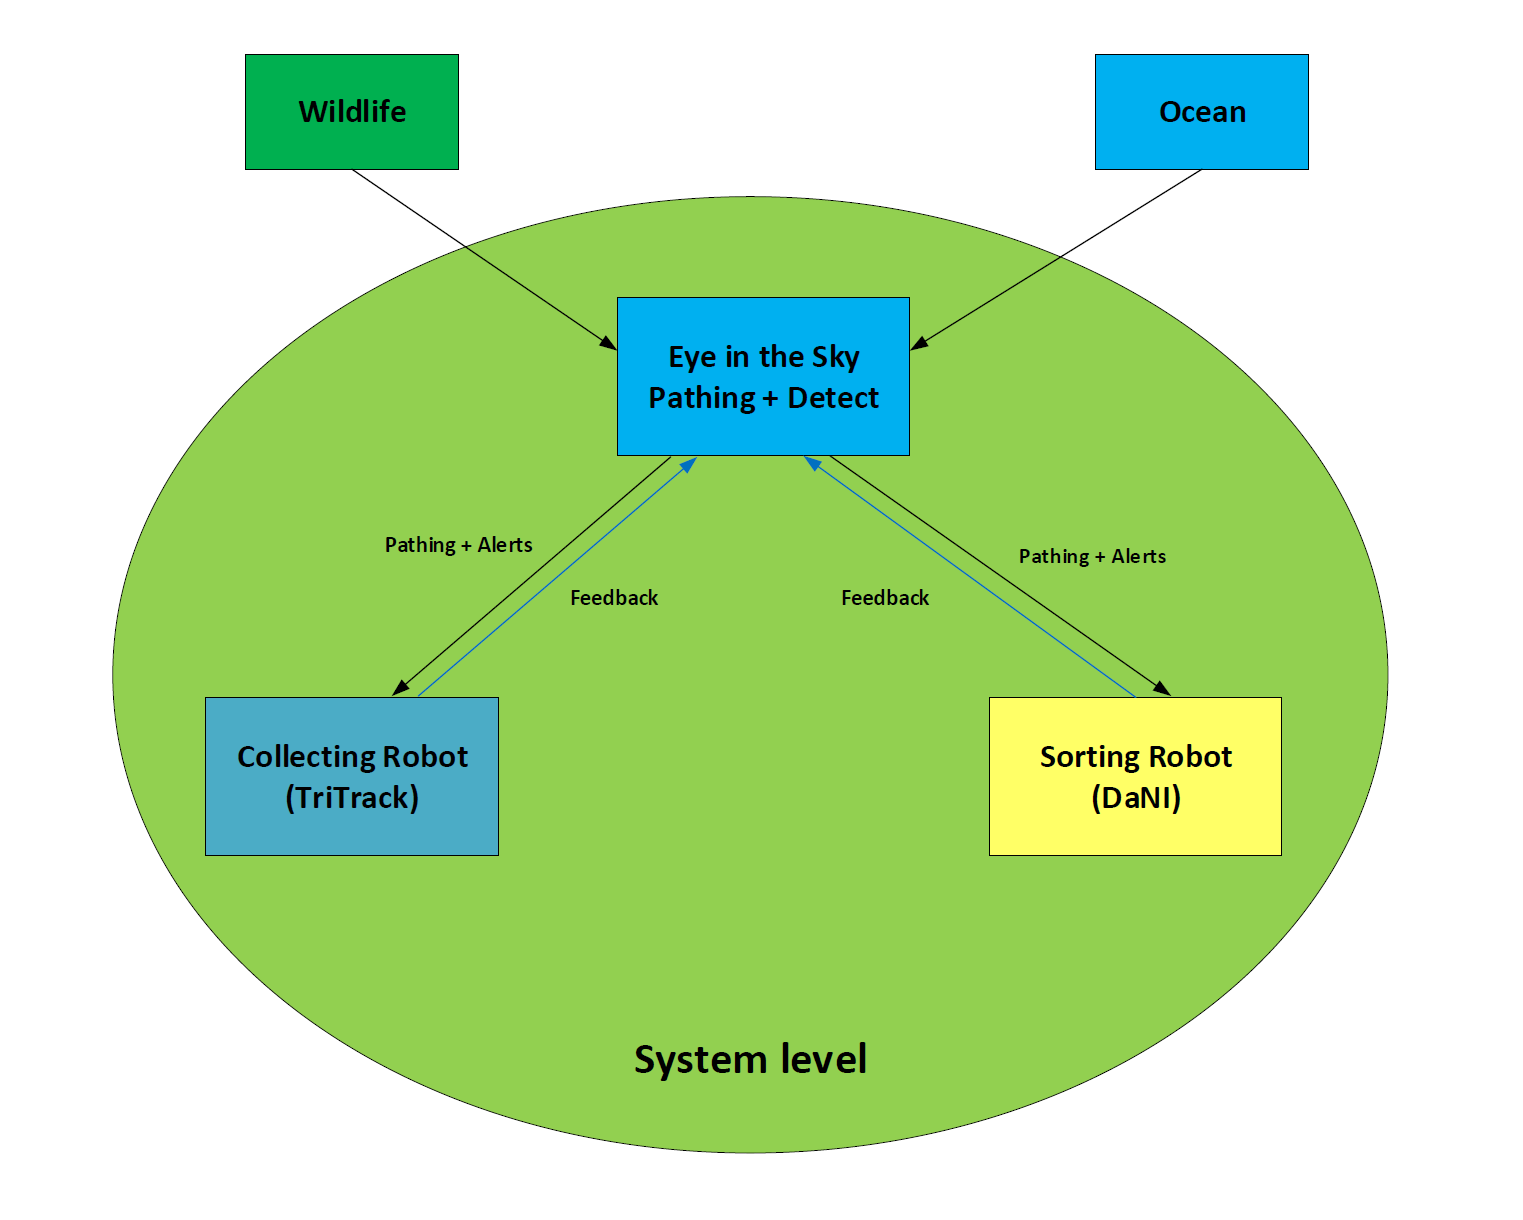 Wildlife
Ocean
Eye in the Sky
Pathing + Detect
Pathing + Alerts
Pathing + Alerts
Feedback
Feedback
Collecting Robot
(TriTrack)
Sorting Robot
(DaNI)
System level